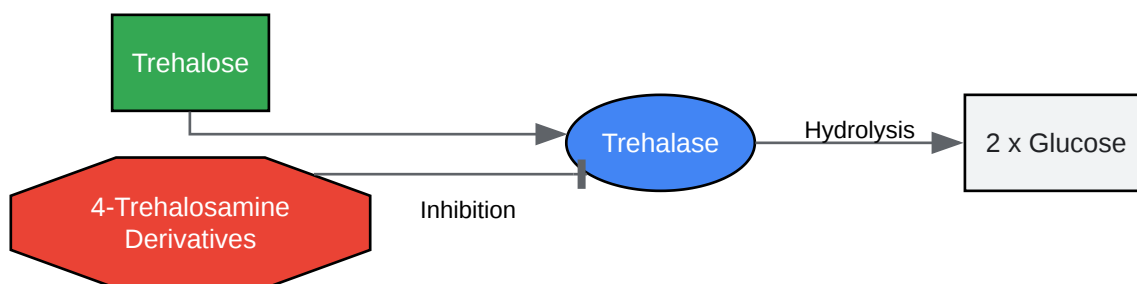 Trehalose
Trehalase
Hydrolysis
2 x Glucose
4-Trehalosamine
Derivatives
Inhibition